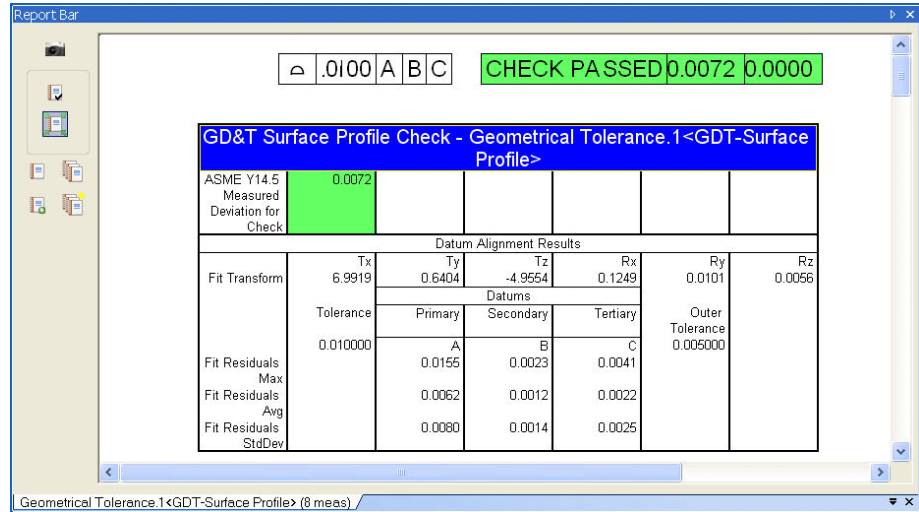 Report Bar
⌓ .0100 A B C CHECK PASSED 0.0072 0.0000
GD&T Surface Profile Check - Geometrical Tolerance.1<GDT-Surface
Profile>
ASME Y14.5 0.0072
Measured
Deviation for
Check
Datum Alignment Results
Tx Ty Tz Rx Ry Rz
Fit Transform 6.9919 0.6404 -4.9554 0.1249 0.0101 0.0056
Datums
Tolerance Primary Secondary Tertiary Outer
Tolerance
0.010000 A B C 0.005000
Fit Residuals 0.0155 0.0023 0.0041
Max
Fit Residuals 0.0062 0.0012 0.0022
Avg
Fit Residuals 0.0080 0.0014 0.0025
StdDev
Geometrical Tolerance.1<GDT-Surface Profile> (8 meas)